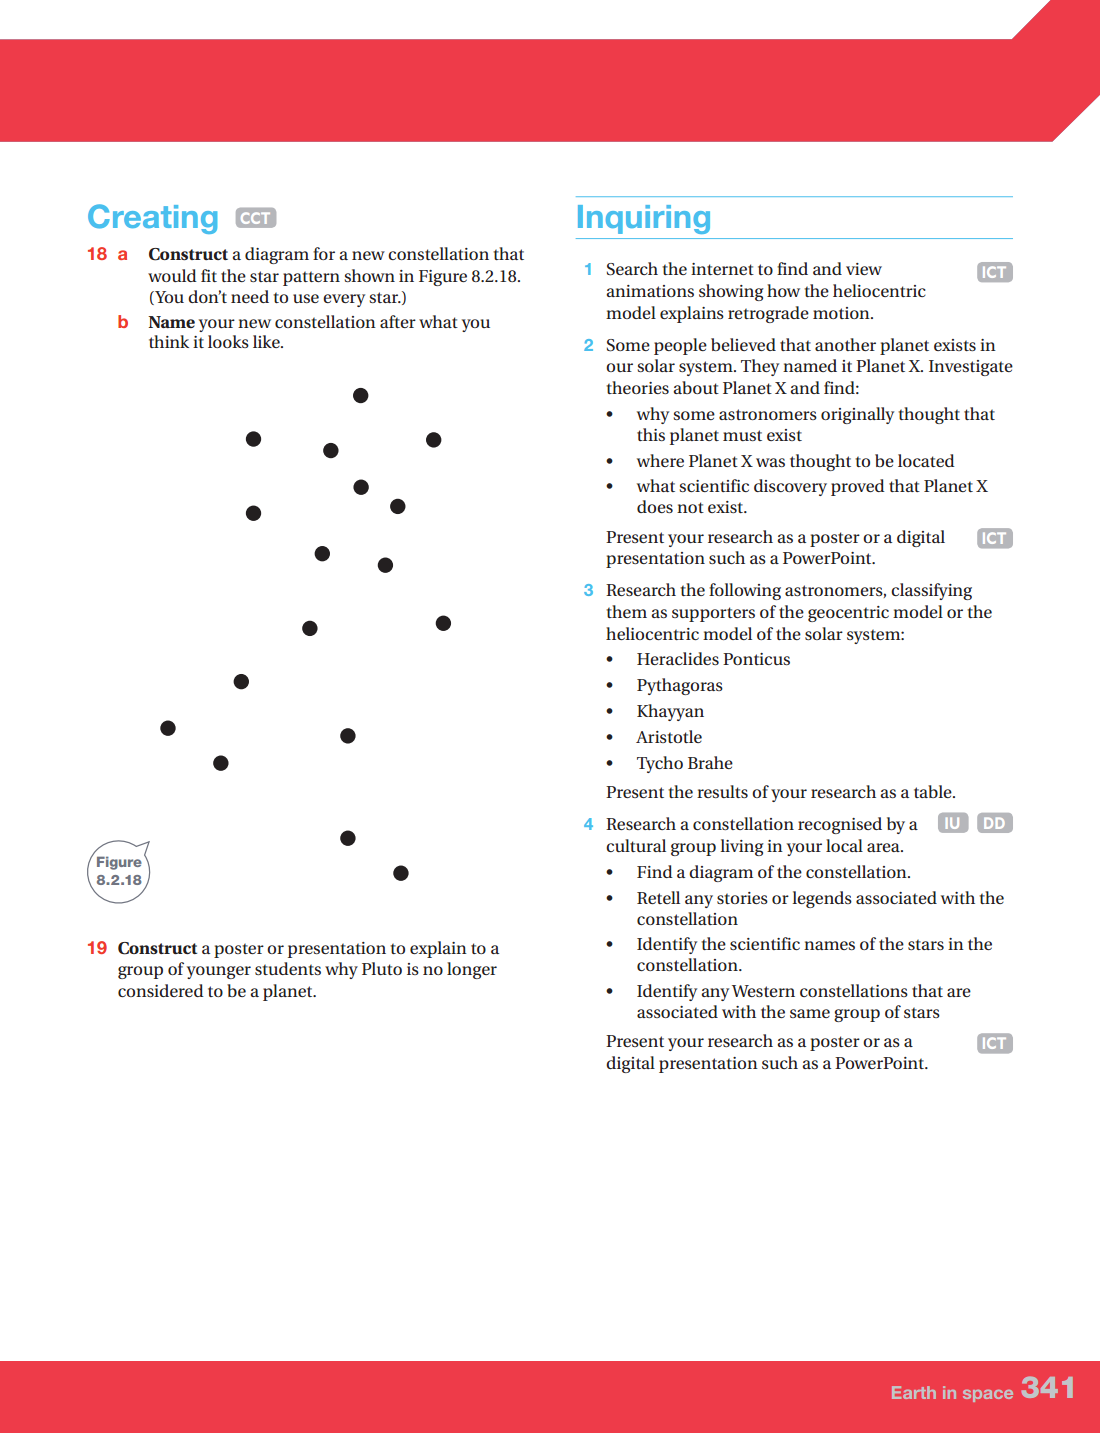 Creating CCT
18 a Construct a diagram for a new constellation that
would fit the star pattern shown in Figure 8.2.18.
(You don't need to use every star.)
b Name your new constellation after what you
think it looks like.
Figure
8.2.18
19 Construct a poster or presentation to explain to a
group of younger students why Pluto is no longer
considered to be a planet.
Inquiring
1 Search the internet to find and view ICT
animations showing how the heliocentric
model explains retrograde motion.
2 Some people believed that another planet exists in
our solar system. They named it Planet X. Investigate
theories about Planet X and find:
• why some astronomers originally thought that
this planet must exist
• where Planet X was thought to be located
• what scientific discovery proved that Planet X
does not exist.
Present your research as a poster or a digital ICT
presentation such as a PowerPoint.
3 Research the following astronomers, classifying
them as supporters of the geocentric model or the
heliocentric model of the solar system:
• Heraclides Ponticus
• Pythagoras
• Khayyan
• Aristotle
• Tycho Brahe
Present the results of your research as a table.
4 Research a constellation recognised by a IU DD
cultural group living in your local area.
• Find a diagram of the constellation.
• Retell any stories or legends associated with the
constellation
• Identify the scientific names of the stars in the
constellation.
• Identify any Western constellations that are
associated with the same group of stars
Present your research as a poster or as a ICT
digital presentation such as a PowerPoint.
Earth in space 341